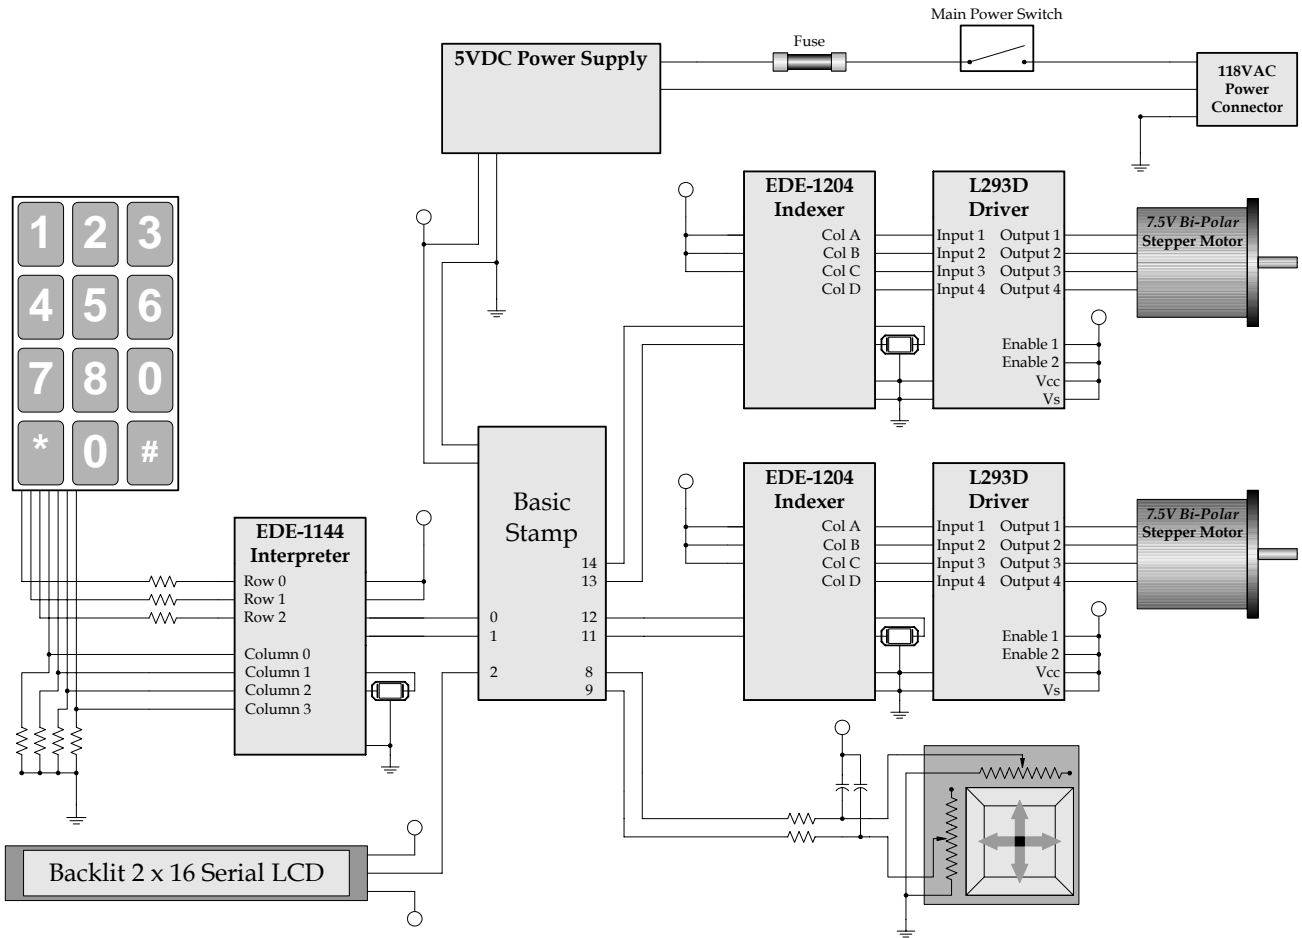 Main Power Switch
Fuse
5VDC Power Supply
118VAC
Power
Connector
EDE-1204
Indexer
Col A
Col B
Col C
Col D
L293D
Driver
Input 1 Output 1
Input 2 Output 2
Input 3 Output 3
Input 4 Output 4
Enable 1
Enable 2
Vcc
Vs
7.5V Bi-Polar
Stepper Motor
1 2 3
4 5 6
7 8 0
* 0 #
EDE-1144
Interpreter
Row 0
Row 1
Row 2
Column 0
Column 1
Column 2
Column 3
Basic
Stamp
14
13
0 12
1 11
2 8
9
EDE-1204
Indexer
Col A
Col B
Col C
Col D
L293D
Driver
Input 1 Output 1
Input 2 Output 2
Input 3 Output 3
Input 4 Output 4
Enable 1
Enable 2
Vcc
Vs
7.5V Bi-Polar
Stepper Motor
Backlit 2 x 16 Serial LCD